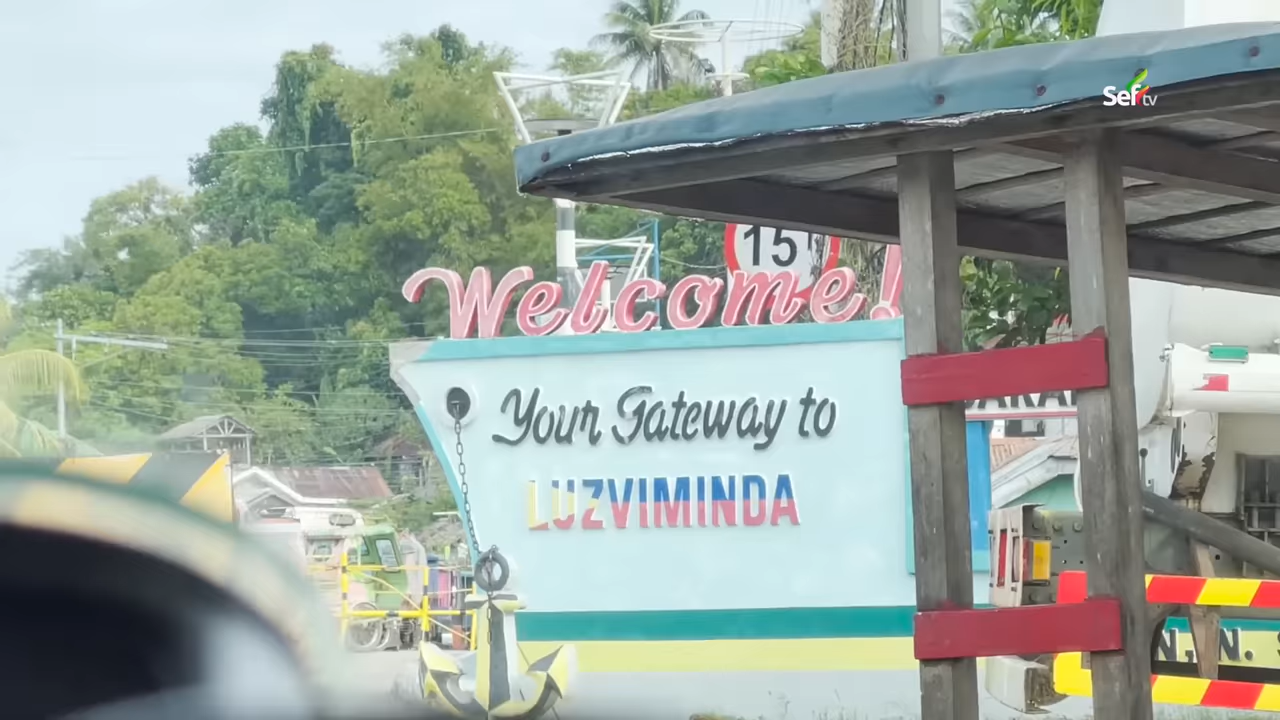 Sef tv
15
Welcome!
Your Gateway to
LUZVIMINDA
N. N.